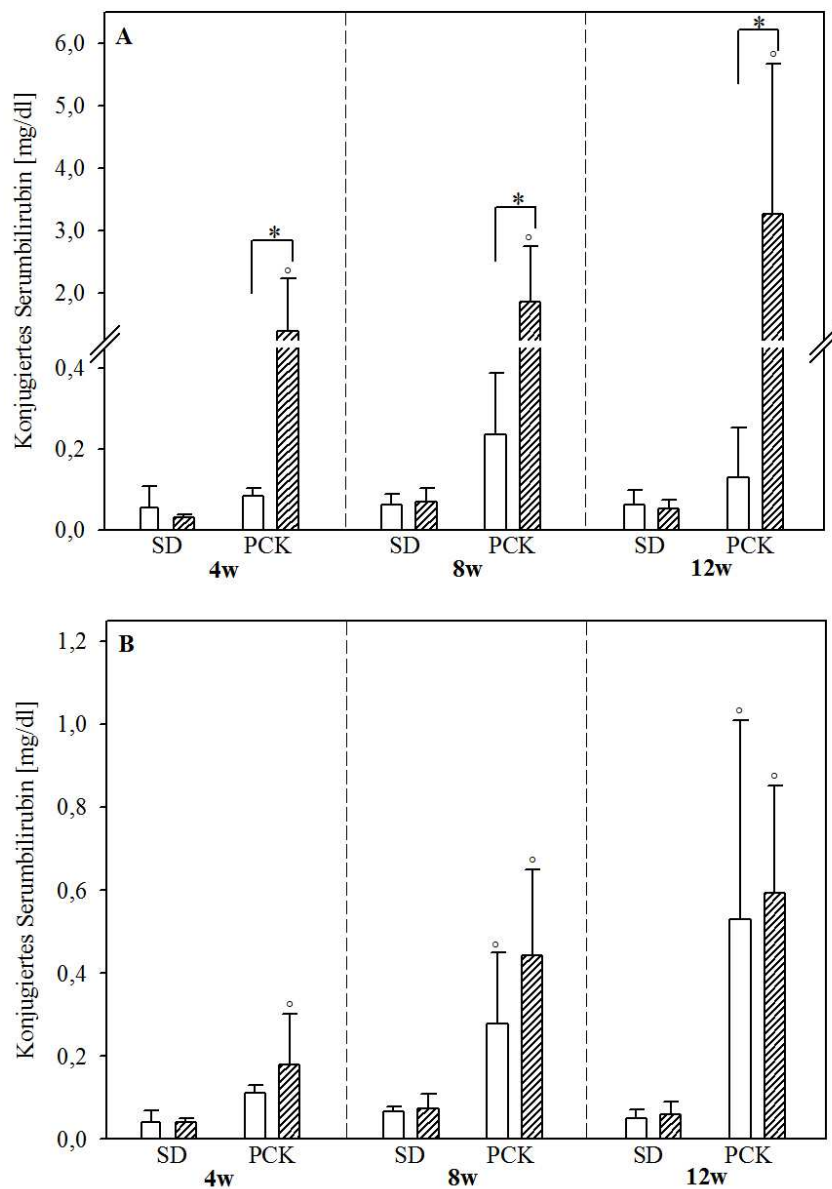 A
Konjugiertes Serumbilirubin [mg/dl]
6,0
5,0
4,0
3,0
2,0
0,4
0,2
0,0
* ° * ° * °
SD PCK SD PCK SD PCK
4w 8w 12w
B
Konjugiertes Serumbilirubin [mg/dl]
1,2
1,0
0,8
0,6
0,4
0,2
0,0
° ° ° ° °
SD PCK SD PCK SD PCK
4w 8w 12w